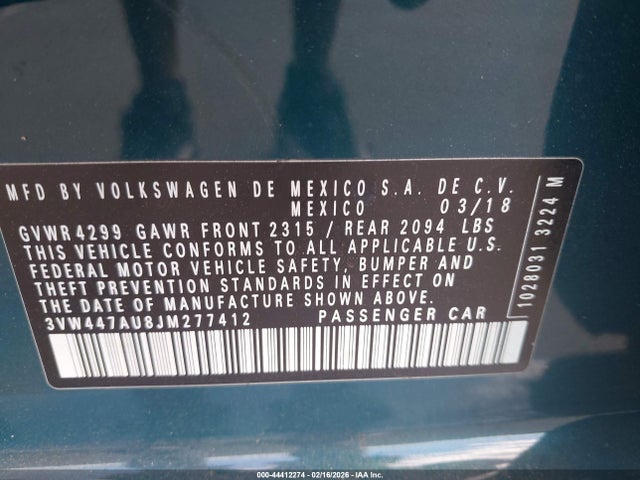 MFD BY VOLKSWAGEN DE MEXICO S.A. DE C.V.
MEXICO 03/18
GVWR 4299 GAWR FRONT 2315 / REAR 2094 LBS
THIS VEHICLE CONFORMS TO ALL APPLICABLE U.S.
FEDERAL MOTOR VEHICLE SAFETY, BUMPER AND
THEFT PREVENTION STANDARDS IN EFFECT ON
THE DATE OF MANUFACTURE SHOWN ABOVE.
3VW447AU8JM277412 PASSENGER CAR
1028031 3224 M
000-44412274 - 02/16/2026 - IAA Inc.